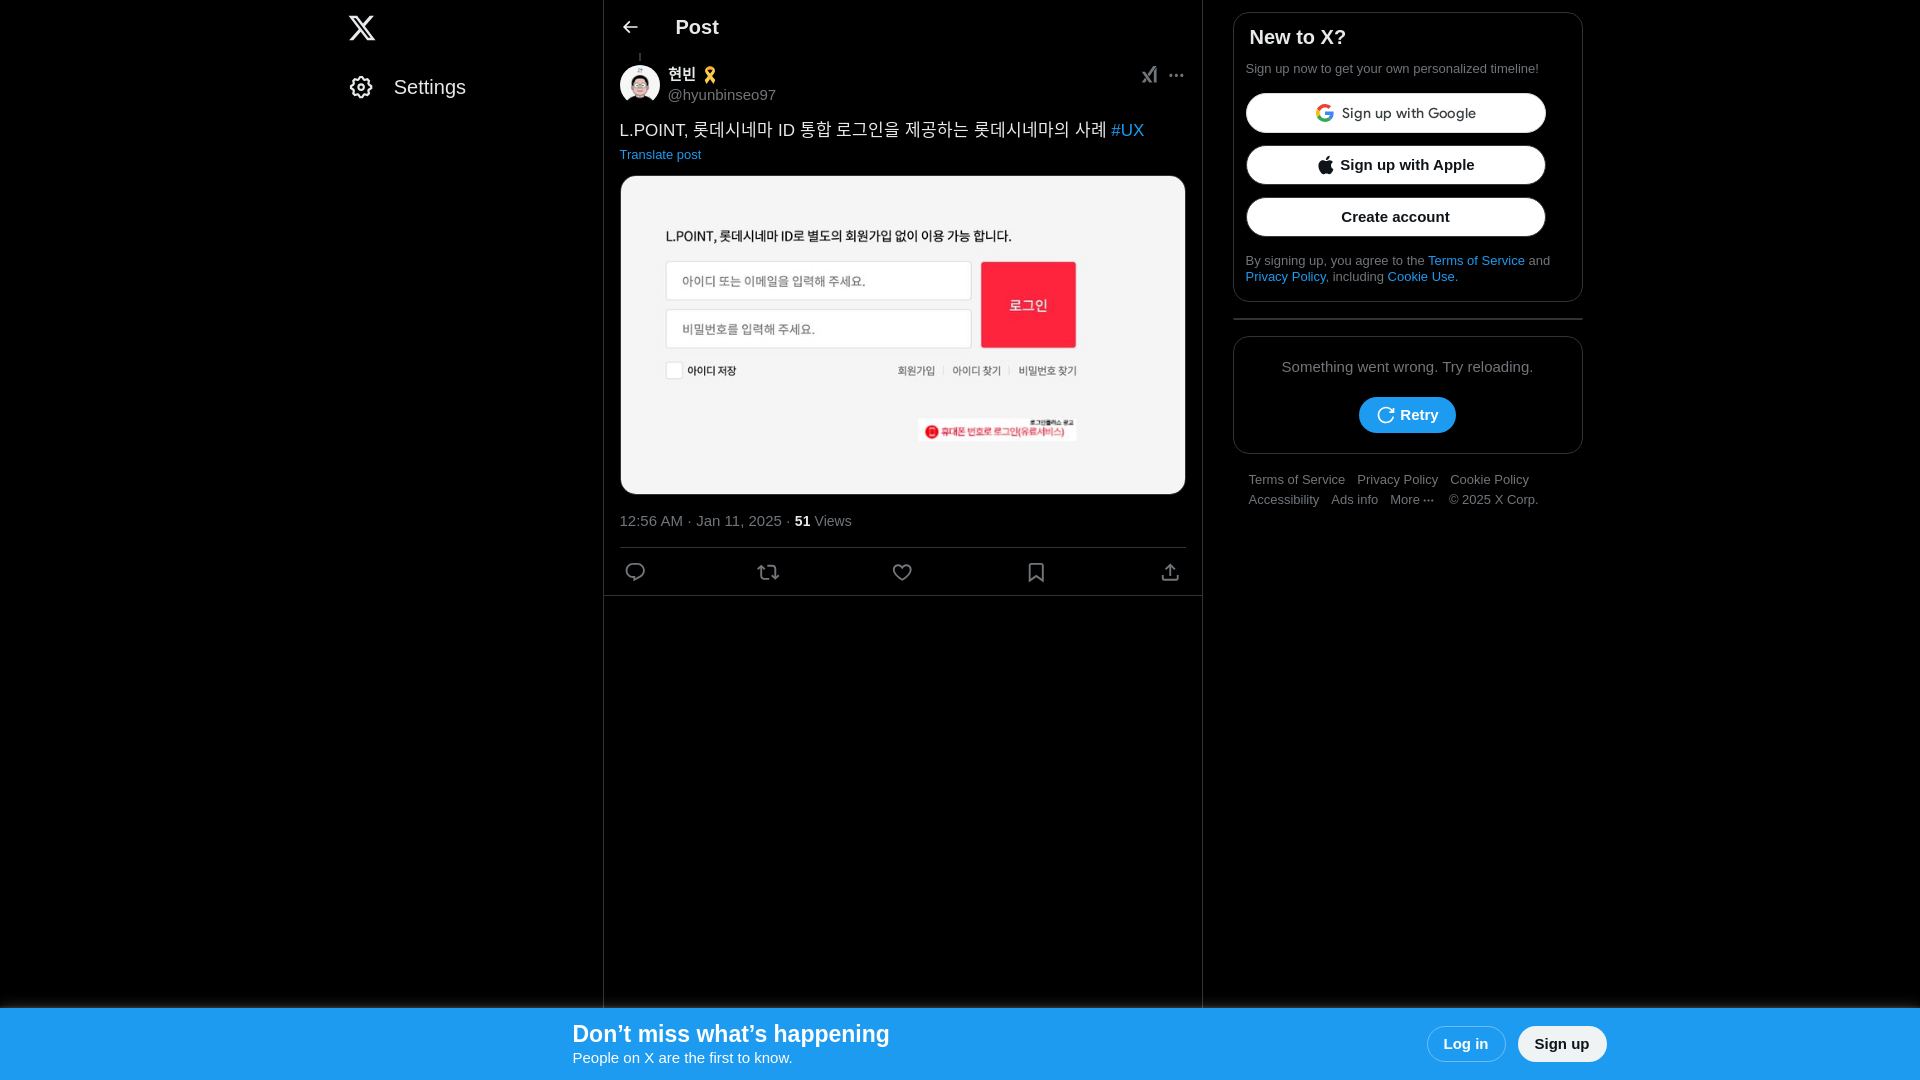 Settings
Post
현빈 🎗️
@hyunbinseo97
L.POINT, 롯데시네마 ID 통합 로그인을 제공하는 롯데시네마의 사례 #UX
Translate post
L.POINT, 롯데시네마 ID로 별도의 회원가입 없이 이용 가능 합니다.
아이디 또는 이메일을 입력해 주세요.
비밀번호를 입력해 주세요.
로그인
아이디 저장
회원가입 | 아이디 찾기 | 비밀번호 찾기
로그인플러스 광고
휴대폰 번호로 로그인(유료서비스)
12:56 AM · Jan 11, 2025 · 51 Views
New to X?
Sign up now to get your own personalized timeline!
Sign up with Google
Sign up with Apple
Create account
By signing up, you agree to the Terms of Service and
Privacy Policy, including Cookie Use.
Something went wrong. Try reloading.
Retry
Terms of Service Privacy Policy Cookie Policy
Accessibility Ads info More ··· © 2025 X Corp.
Don’t miss what’s happening
People on X are the first to know.
Log in
Sign up